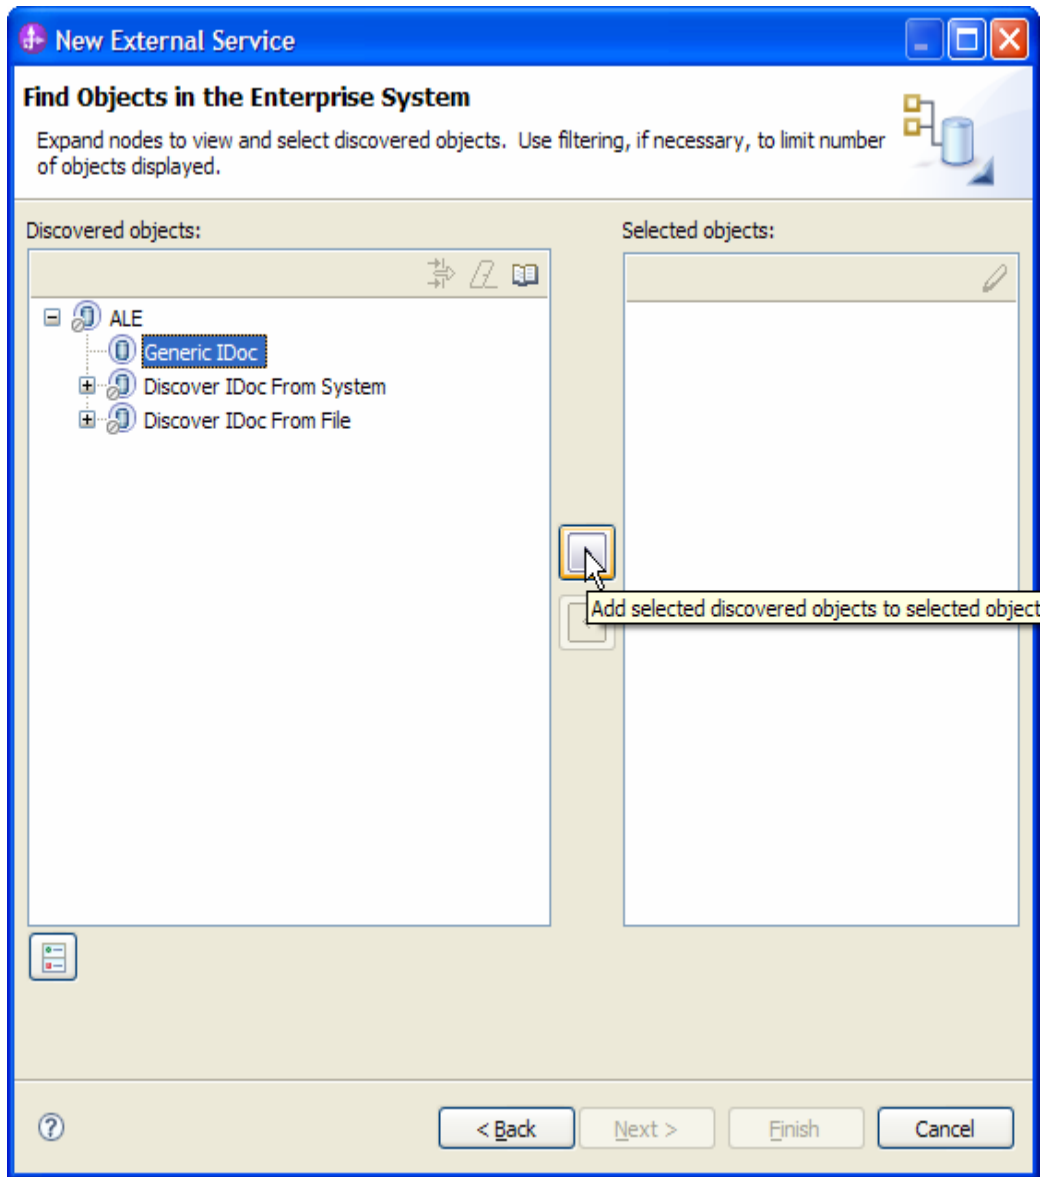 New External Service
Find Objects in the Enterprise System
Expand nodes to view and select discovered objects.  Use filtering, if necessary, to limit number
of objects displayed.
Discovered objects:
Selected objects:
ALE
Generic IDoc
Discover IDoc From System
Discover IDoc From File
Add selected discovered objects to selected object
< Back
Next >
Finish
Cancel